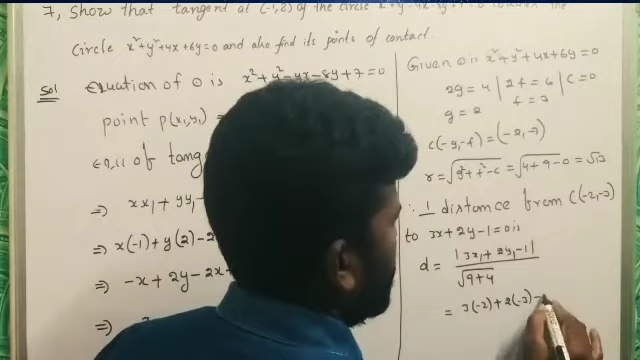 7, Show that tangent at (-1,2) of the circle x²+y²-4x-8y+7=0 touches the
Circle x²+y²+4x+6y=0 and also find its points of contact.
Sol
equation of ⊙ is x²+y²-4x-8y+7=0
point p(x₁,y₁) =
Eq of tang
⇒ xx₁+yy₁-
⇒ x(-1)+y(2)-2
⇒ -x+2y-2x+
⇒
Given ⊙ is x²+y²+4x+6y=0
2g=4 | 2f=6 | c=0
g=2 f=3
c(-g,-f)=(-2,-3)
r=√g²+f²-c=√4+9-0=√13
∴ ⊥ distance from C(-2,-3)
to 3x+2y-1=0 is
d= |3x₁+2y₁-1|
√9+4
= 3(-2)+2(-3)-